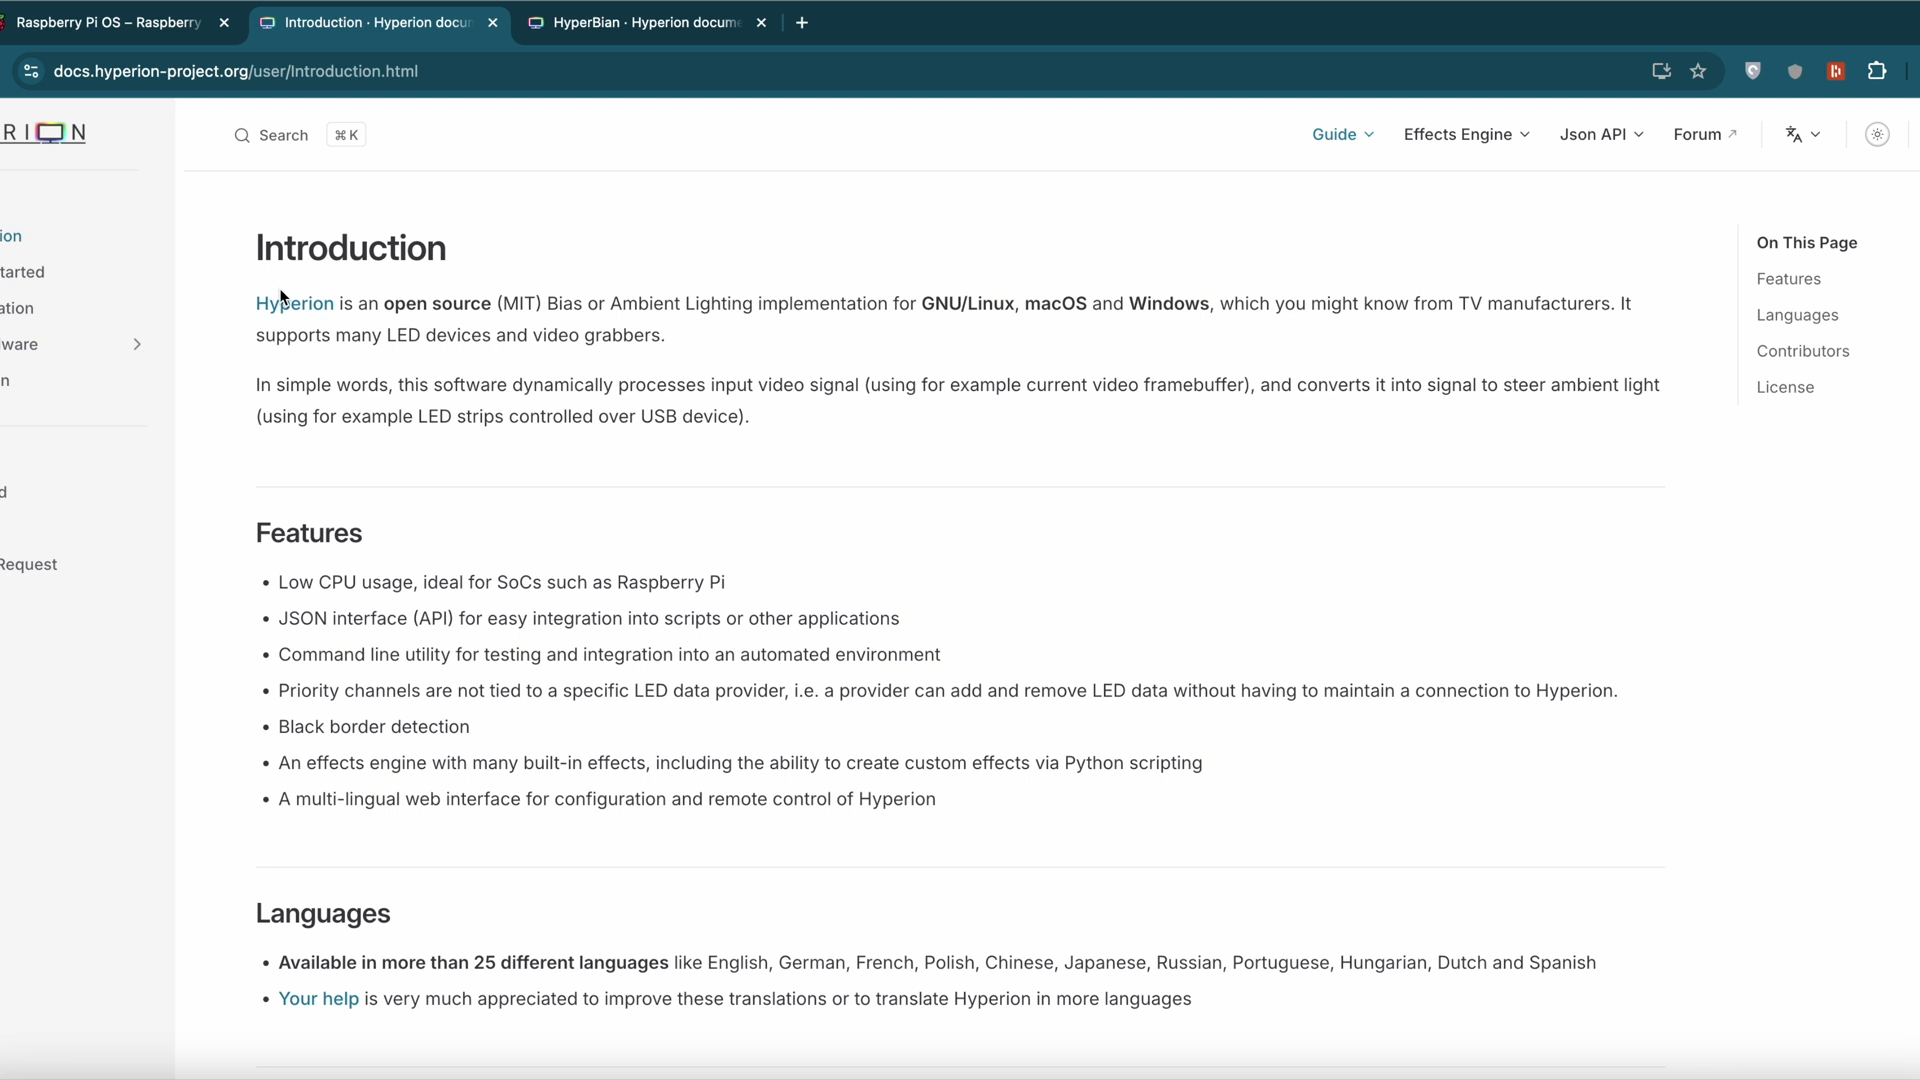 Raspberry Pi OS – Raspberry
Introduction · Hyperion docu
HyperBian · Hyperion docume
docs.hyperion-project.org/user/Introduction.html
RI N
Search ⌘ K
Guide
Effects Engine
Json API
Forum
ion
tarted
ation
ware
n
d
Request
Introduction
Hyperion is an open source (MIT) Bias or Ambient Lighting implementation for GNU/Linux, macOS and Windows, which you might know from TV manufacturers. It
supports many LED devices and video grabbers.
In simple words, this software dynamically processes input video signal (using for example current video framebuffer), and converts it into signal to steer ambient light
(using for example LED strips controlled over USB device).
Features
• Low CPU usage, ideal for SoCs such as Raspberry Pi
• JSON interface (API) for easy integration into scripts or other applications
• Command line utility for testing and integration into an automated environment
• Priority channels are not tied to a specific LED data provider, i.e. a provider can add and remove LED data without having to maintain a connection to Hyperion.
• Black border detection
• An effects engine with many built-in effects, including the ability to create custom effects via Python scripting
• A multi-lingual web interface for configuration and remote control of Hyperion
Languages
• Available in more than 25 different languages like English, German, French, Polish, Chinese, Japanese, Russian, Portuguese, Hungarian, Dutch and Spanish
• Your help is very much appreciated to improve these translations or to translate Hyperion in more languages
On This Page
Features
Languages
Contributors
License